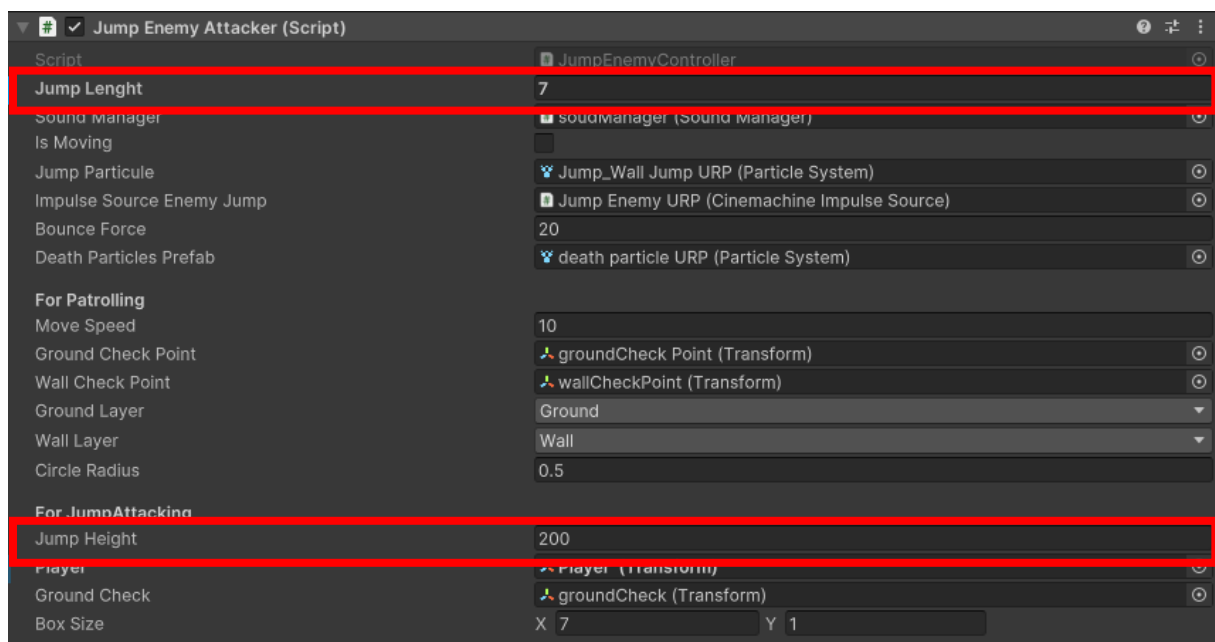 # Jump Enemy Attacker (Script)
Script JumpEnemyController
Jump Lenght 7
Sound Manager soudManager (Sound Manager)
Is Moving
Jump Particule Jump_Wall Jump URP (Particle System)
Impulse Source Enemy Jump Jump Enemy URP (Cinemachine Impulse Source)
Bounce Force 20
Death Particles Prefab death particle URP (Particle System)
For Patrolling
Move Speed 10
Ground Check Point groundCheck Point (Transform)
Wall Check Point wallCheckPoint (Transform)
Ground Layer Ground
Wall Layer Wall
Circle Radius 0.5
For JumpAttacking
Jump Height 200
Player Player (Transform)
Ground Check groundCheck (Transform)
Box Size X 7 Y 1